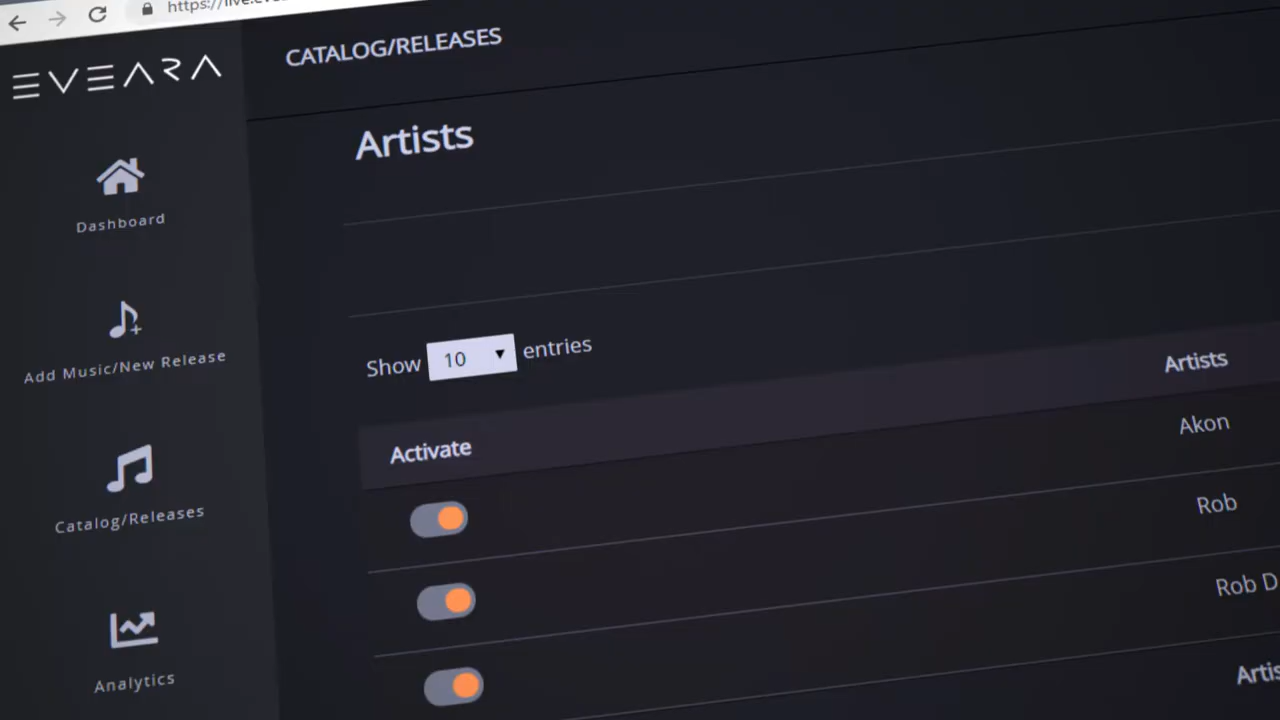 https://live.eve
EVEARA
CATALOG/RELEASES
Artists
Dashboard
Add Music/New Release
Catalog/Releases
Analytics
Show 10 entries
Activate Artists
Akon
Rob
Rob D
Artis